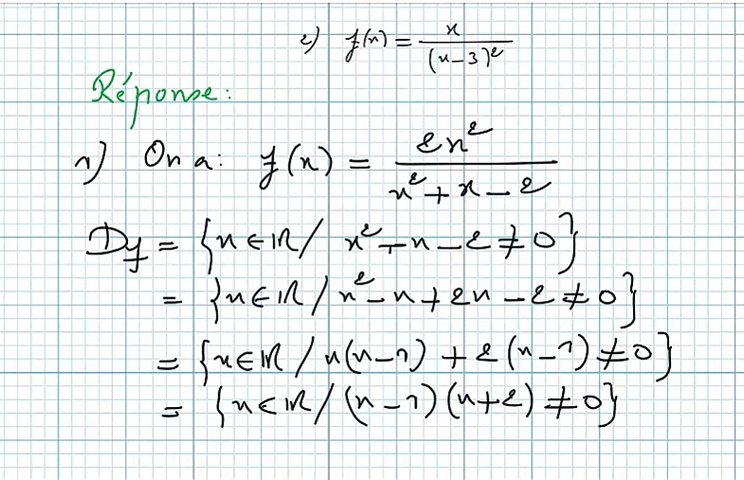 2) f(x) = x / (x-3)²
Réponse:
1) On a: f(x) = 2x² / x²+x-2
Df = {x∈ℝ/ x²+x-2≠0}
= {x∈ℝ/x²-x+2x-2≠0}
= {x∈ℝ/x(x-1)+2(x-1)≠0}
= {x∈ℝ/(x-1)(x+2)≠0}